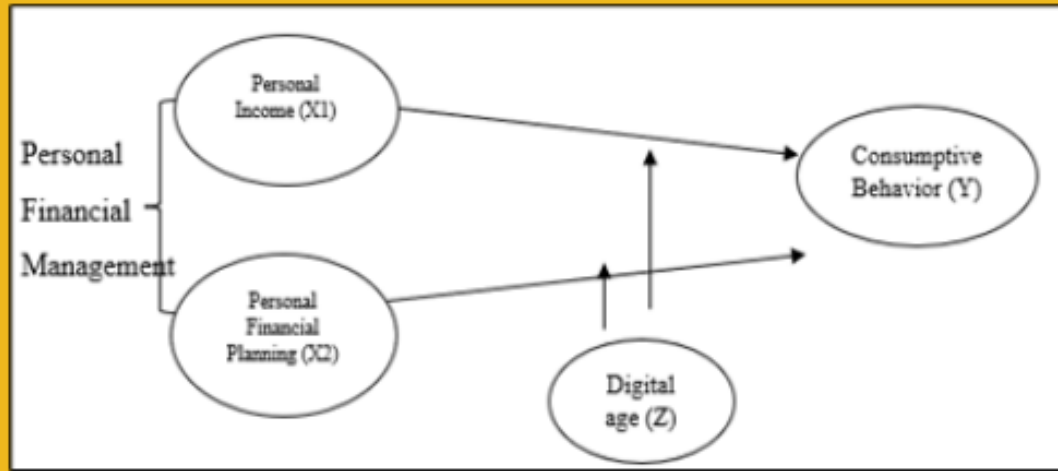 Personal
Financial
Management
Personal
Income (X1)
Personal
Financial
Planning (X2)
Digital
age (Z)
Consumptive
Behavior (Y)